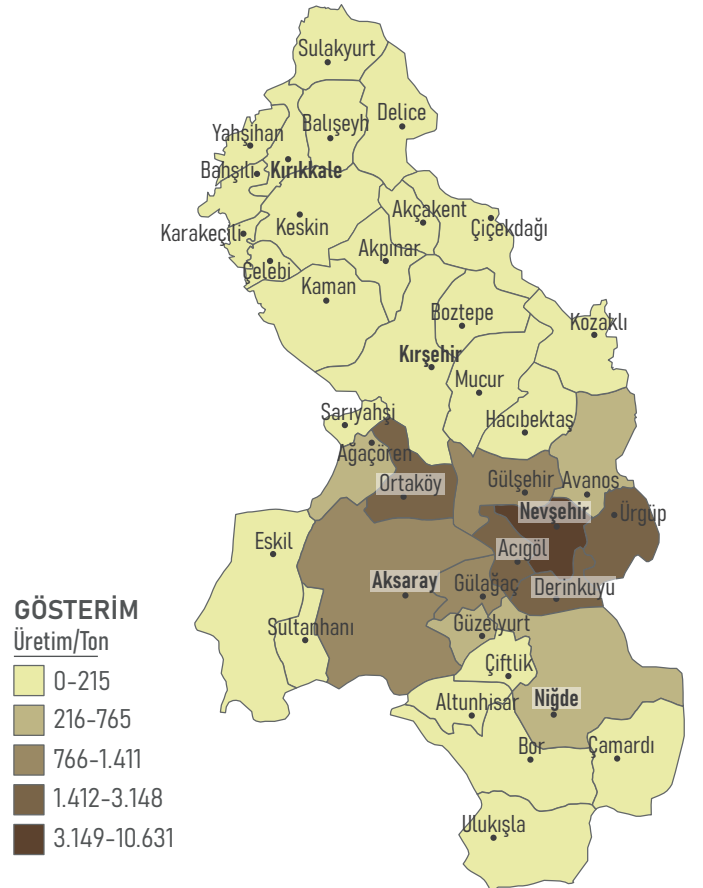 Sulakyurt
Delice
Balışeyh
Yahşihan
Bahşılı
Kırıkkale
Akçakent
Keskin
Çiçekdağı
Karakeçili
Akpınar
Çelebi
Kaman
Boztepe
Kozaklı
Kırşehir
Mucur
Sarıyahşi
Hacıbektaş
Ağaçören
Ortaköy
Gülşehir
Avanos
Nevşehir
Ürgüp
Eskil
Acıgöl
Aksaray
Gülağaç
Derinkuyu
Sultanhanı
Güzelyurt
Çiftlik
Altunhisar
Niğde
Bor
Çamardı
Ulukışla
GÖSTERİM
Üretim/Ton
0-215
216-765
766-1.411
1.412-3.148
3.149-10.631